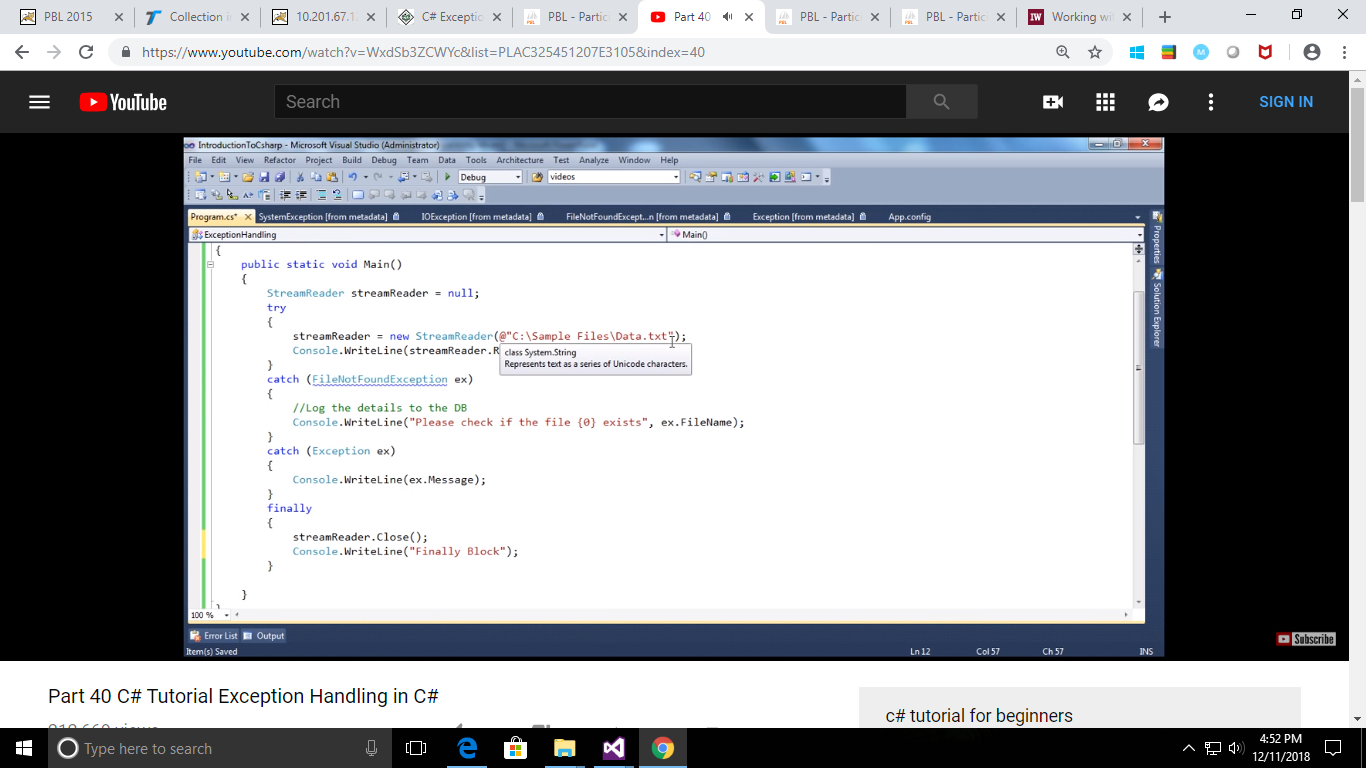 PBL 2015
Collection i
10.201.67.1
C# Exceptio
PBL - Partic
Part 40
PBL - Partic
PBL - Partic
Working wi
https://www.youtube.com/watch?v=WxdSb3ZCWYc&list=PLAC325451207E3105&index=40
YouTube
Search
SIGN IN
IntroductionToCsharp - Microsoft Visual Studio (Administrator)
File Edit View Refactor Project Build Debug Team Data Tools Architecture Test Analyze Window Help
Debug videos
Program.cs* SystemException [from metadata] IOException [from metadata] FileNotFoundExcept...n [from metadata] Exception [from metadata] App.config
ExceptionHandling Main()
Properties
Solution Explorer
{
public static void Main()
{
StreamReader streamReader = null;
try
{
streamReader = new StreamReader(@"C:\Sample Files\Data.txt");
Console.WriteLine(streamReader.R
class System.String
Represents text as a series of Unicode characters.
}
catch (FileNotFoundException ex)
{
//Log the details to the DB
Console.WriteLine("Please check if the file {0} exists", ex.FileName);
}
catch (Exception ex)
{
Console.WriteLine(ex.Message);
}
finally
{
streamReader.Close();
Console.WriteLine("Finally Block");
}
}
100 %
Error List Output
Item(s) Saved Ln 12 Col 57 Ch 57 INS
Subscribe
Part 40 C# Tutorial Exception Handling in C#
c# tutorial for beginners
Type here to search
4:52 PM
12/11/2018